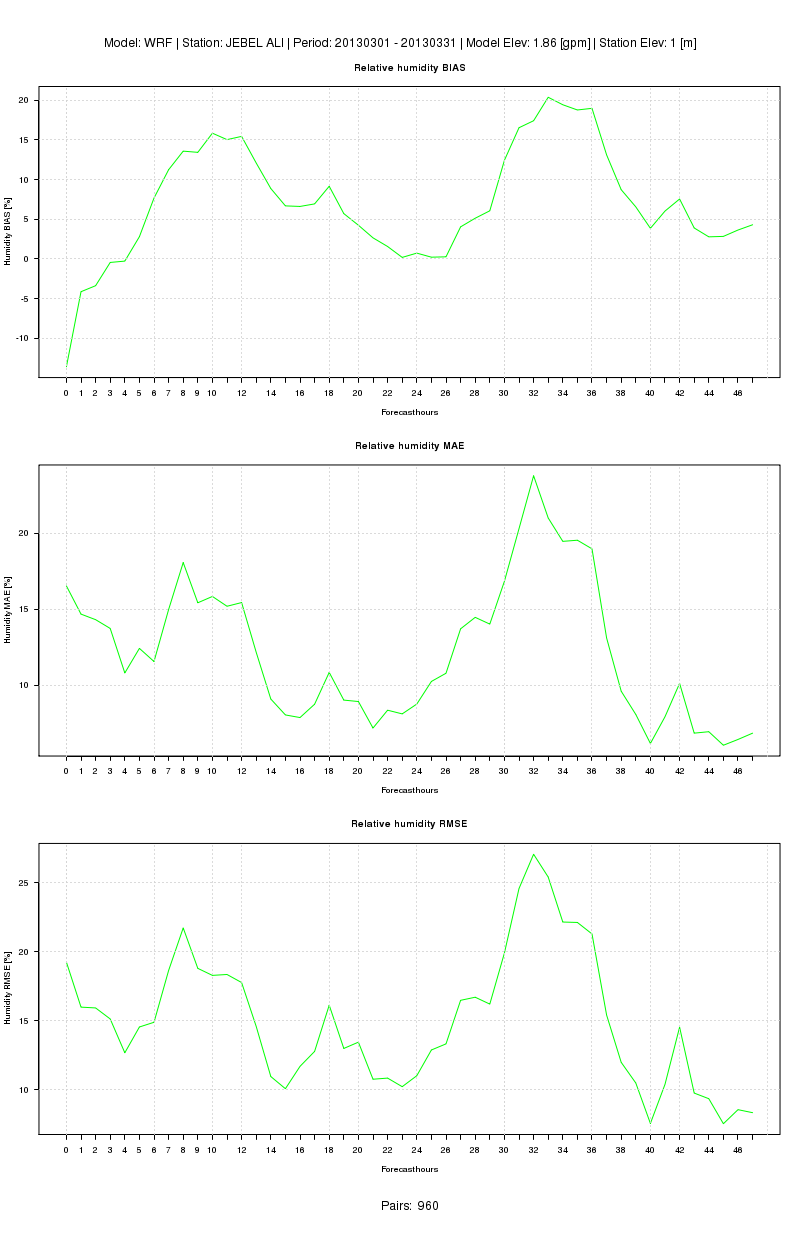 Model: WRF | Station: JEBEL ALI | Period: 20130301 - 20130331 | Model Elev: 1.86 [gpm] | Station Elev: 1 [m]
Relative humidity BIAS
Humidity BIAS [%]
20
15
10
5
0
-5
-10
0 1 2 3 4 5 6 7 8 9 10 12 14 16 18 20 22 24 26 28 30 32 34 36 38 40 42 44 46
Forecasthours
Relative humidity MAE
Humidity MAE [%]
20
15
10
0 1 2 3 4 5 6 7 8 9 10 12 14 16 18 20 22 24 26 28 30 32 34 36 38 40 42 44 46
Forecasthours
Relative humidity RMSE
Humidity RMSE [%]
25
20
15
10
0 1 2 3 4 5 6 7 8 9 10 12 14 16 18 20 22 24 26 28 30 32 34 36 38 40 42 44 46
Forecasthours
Pairs: 960